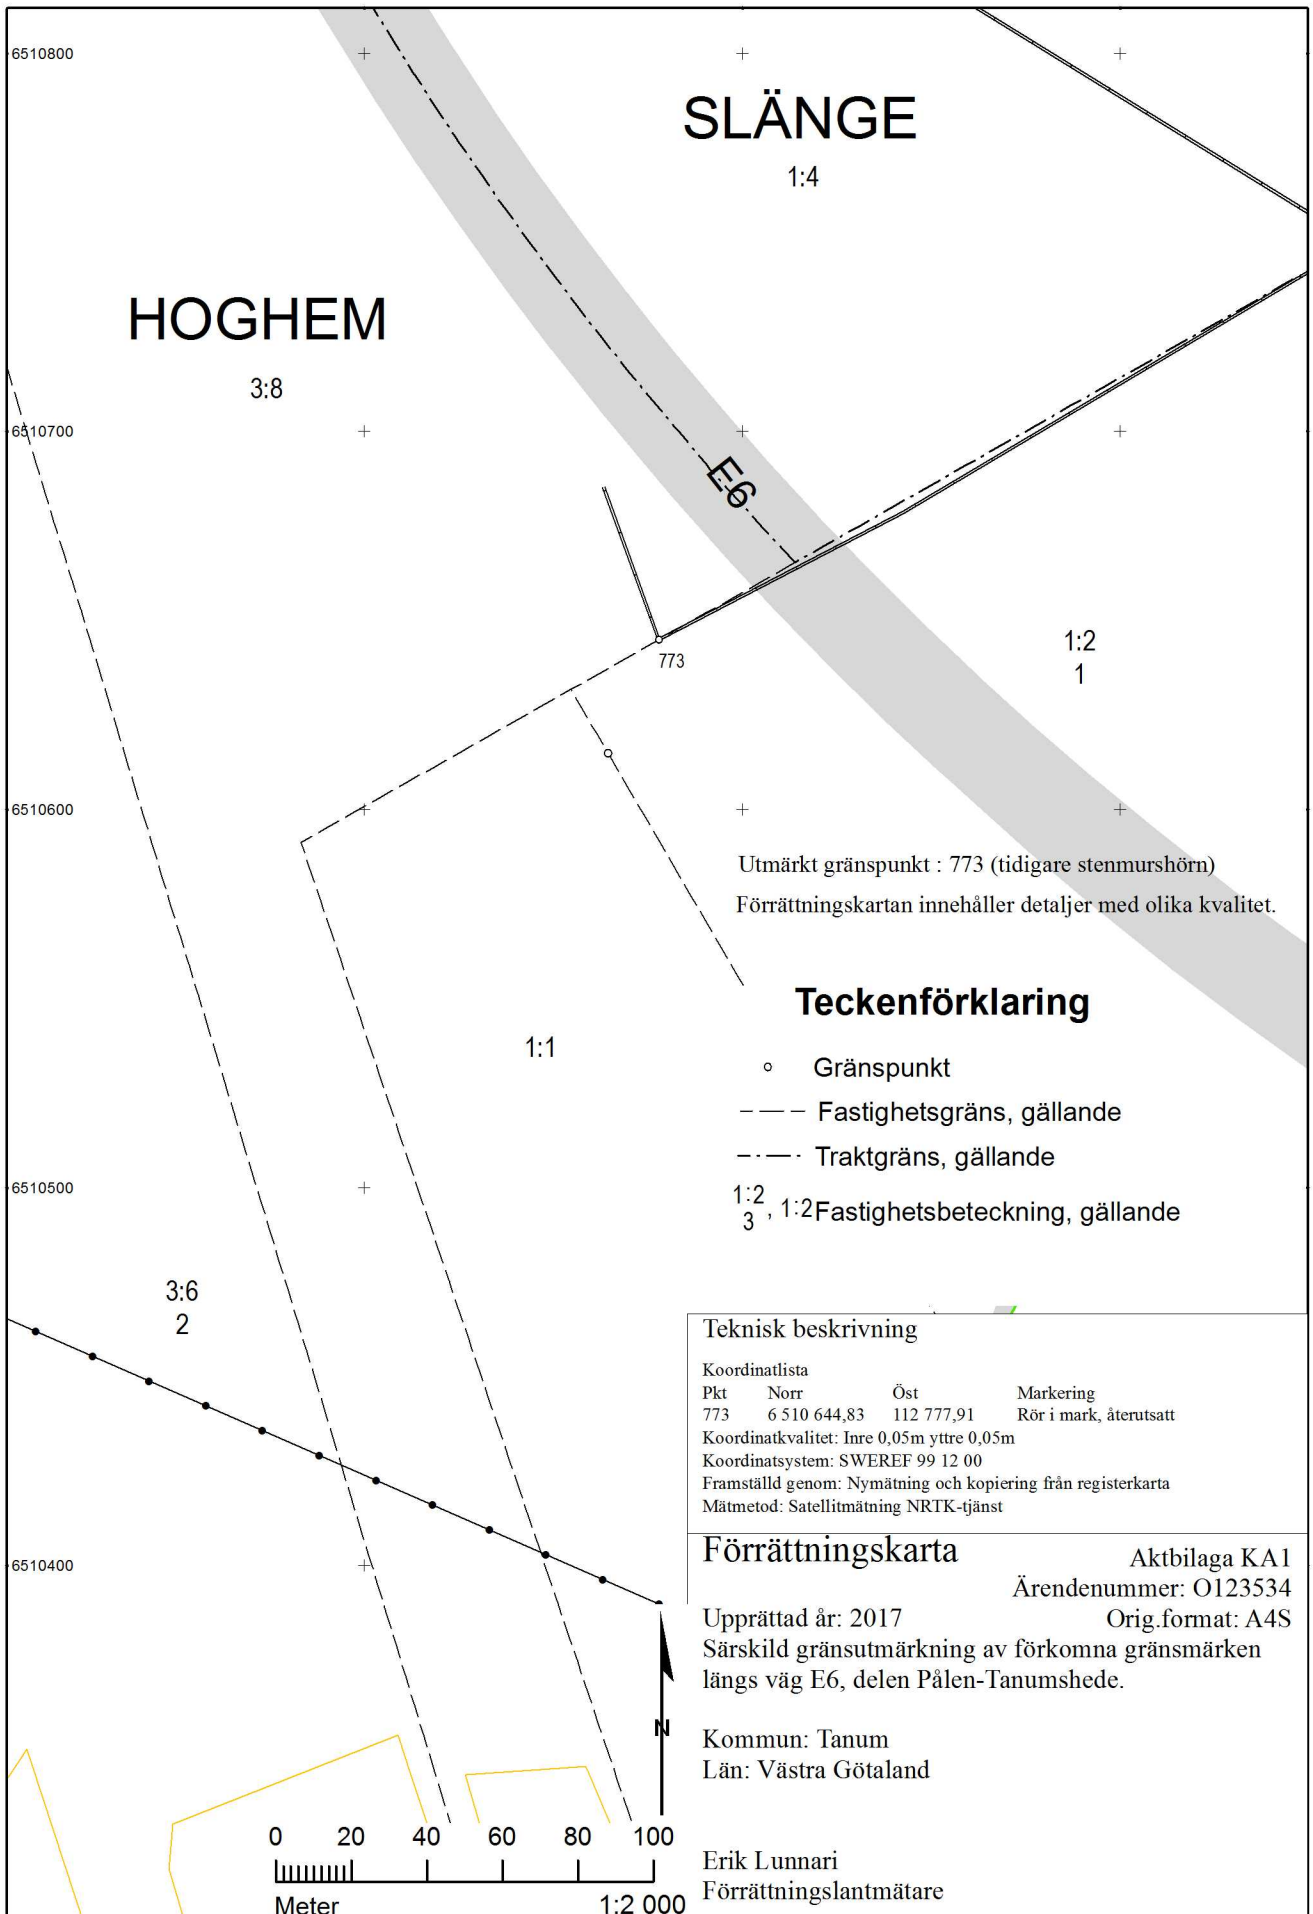 6510800
SLÄNGE
1:4
HOGHEM
3:8
6510700
E6
773
1:2
1
6510600
Utmärkt gränspunkt : 773 (tidigare stenmurshörn)
Förrättningskartan innehåller detaljer med olika kvalitet.
Teckenförklaring
1:1
Gränspunkt
Fastighetsgräns, gällande
Traktgräns, gällande
6510500
1:2
3 , 1:2 Fastighetsbeteckning, gällande
3:6
2
Teknisk beskrivning
Koordinatlista
Pkt Norr Öst Markering
773 6 510 644,83 112 777,91 Rör i mark, återutsatt
Koordinatkvalitet: Inre 0,05m yttre 0,05m
Koordinatsystem: SWEREF 99 12 00
Framställd genom: Nymätning och kopiering från registerkarta
Mätmetod: Satellitmätning NRTK-tjänst
6510400
Förrättningskarta
Aktbilaga KA1
Ärendenummer: O123534
Upprättad år: 2017 Orig.format: A4S
Särskild gränsutmärkning av förkomna gränsmärken
längs väg E6, delen Pålen-Tanumshede.
N
Kommun: Tanum
Län: Västra Götaland
0 20 40 60 80 100
Meter 1:2 000
Erik Lunnari
Förrättningslantmätare